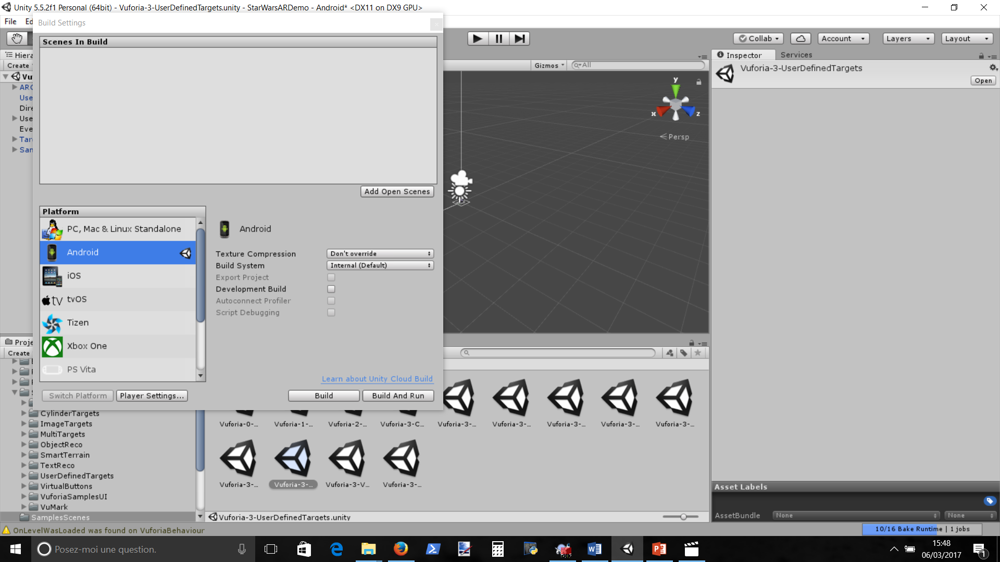 Unity 5.5.2f1 Personal (64bit) - Vuforia-3-UserDefinedTargets.unity - StarWarsARDemo - Android* <DX11 on DX9 GPU>
File
Build Settings
Scenes In Build
Add Open Scenes
Platform
PC, Mac & Linux Standalone
Android
iOS
tvOS
Tizen
Xbox One
PS Vita
Android
Texture Compression Don't override
Build System Internal (Default)
Export Project
Development Build
Autoconnect Profiler
Script Debugging
Learn about Unity Cloud Build
Switch Platform Player Settings... Build Build And Run
Collab Account Layers Layout
Hiera
Create
Vu
ARC
Use
Dire
Use
Eve
Tar
San
Gizmos All
y
x z
Persp
Inspector Services
Vuforia-3-UserDefinedTargets
Open
Proje
Create
CylinderTargets
ImageTargets
MultiTargets
ObjectReco
SmartTerrain
TextReco
UserDefinedTargets
VirtualButtons
VuforiaSamplesUI
VuMark
SamplesScenes
Vuforia-0-... Vuforia-1-... Vuforia-2-... Vuforia-3-C... Vuforia-3-... Vuforia-3-... Vuforia-3-... Vuforia-3-... Vuforia-3-...
Vuforia-3-... Vuforia-3-... Vuforia-3-V... Vuforia-3-...
Vuforia-3-UserDefinedTargets.unity
Asset Labels
AssetBundle None None
OnLevelWasLoaded was found on VuforiaBehaviour
10/16 Bake Runtime | 1 jobs
Posez-moi une question.
15:48
06/03/2017
1